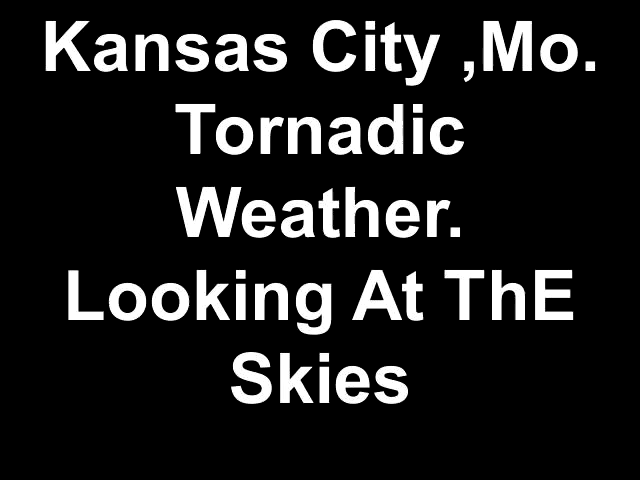 Kansas City ,Mo.
Tornadic
Weather.
Looking At ThE
Skies